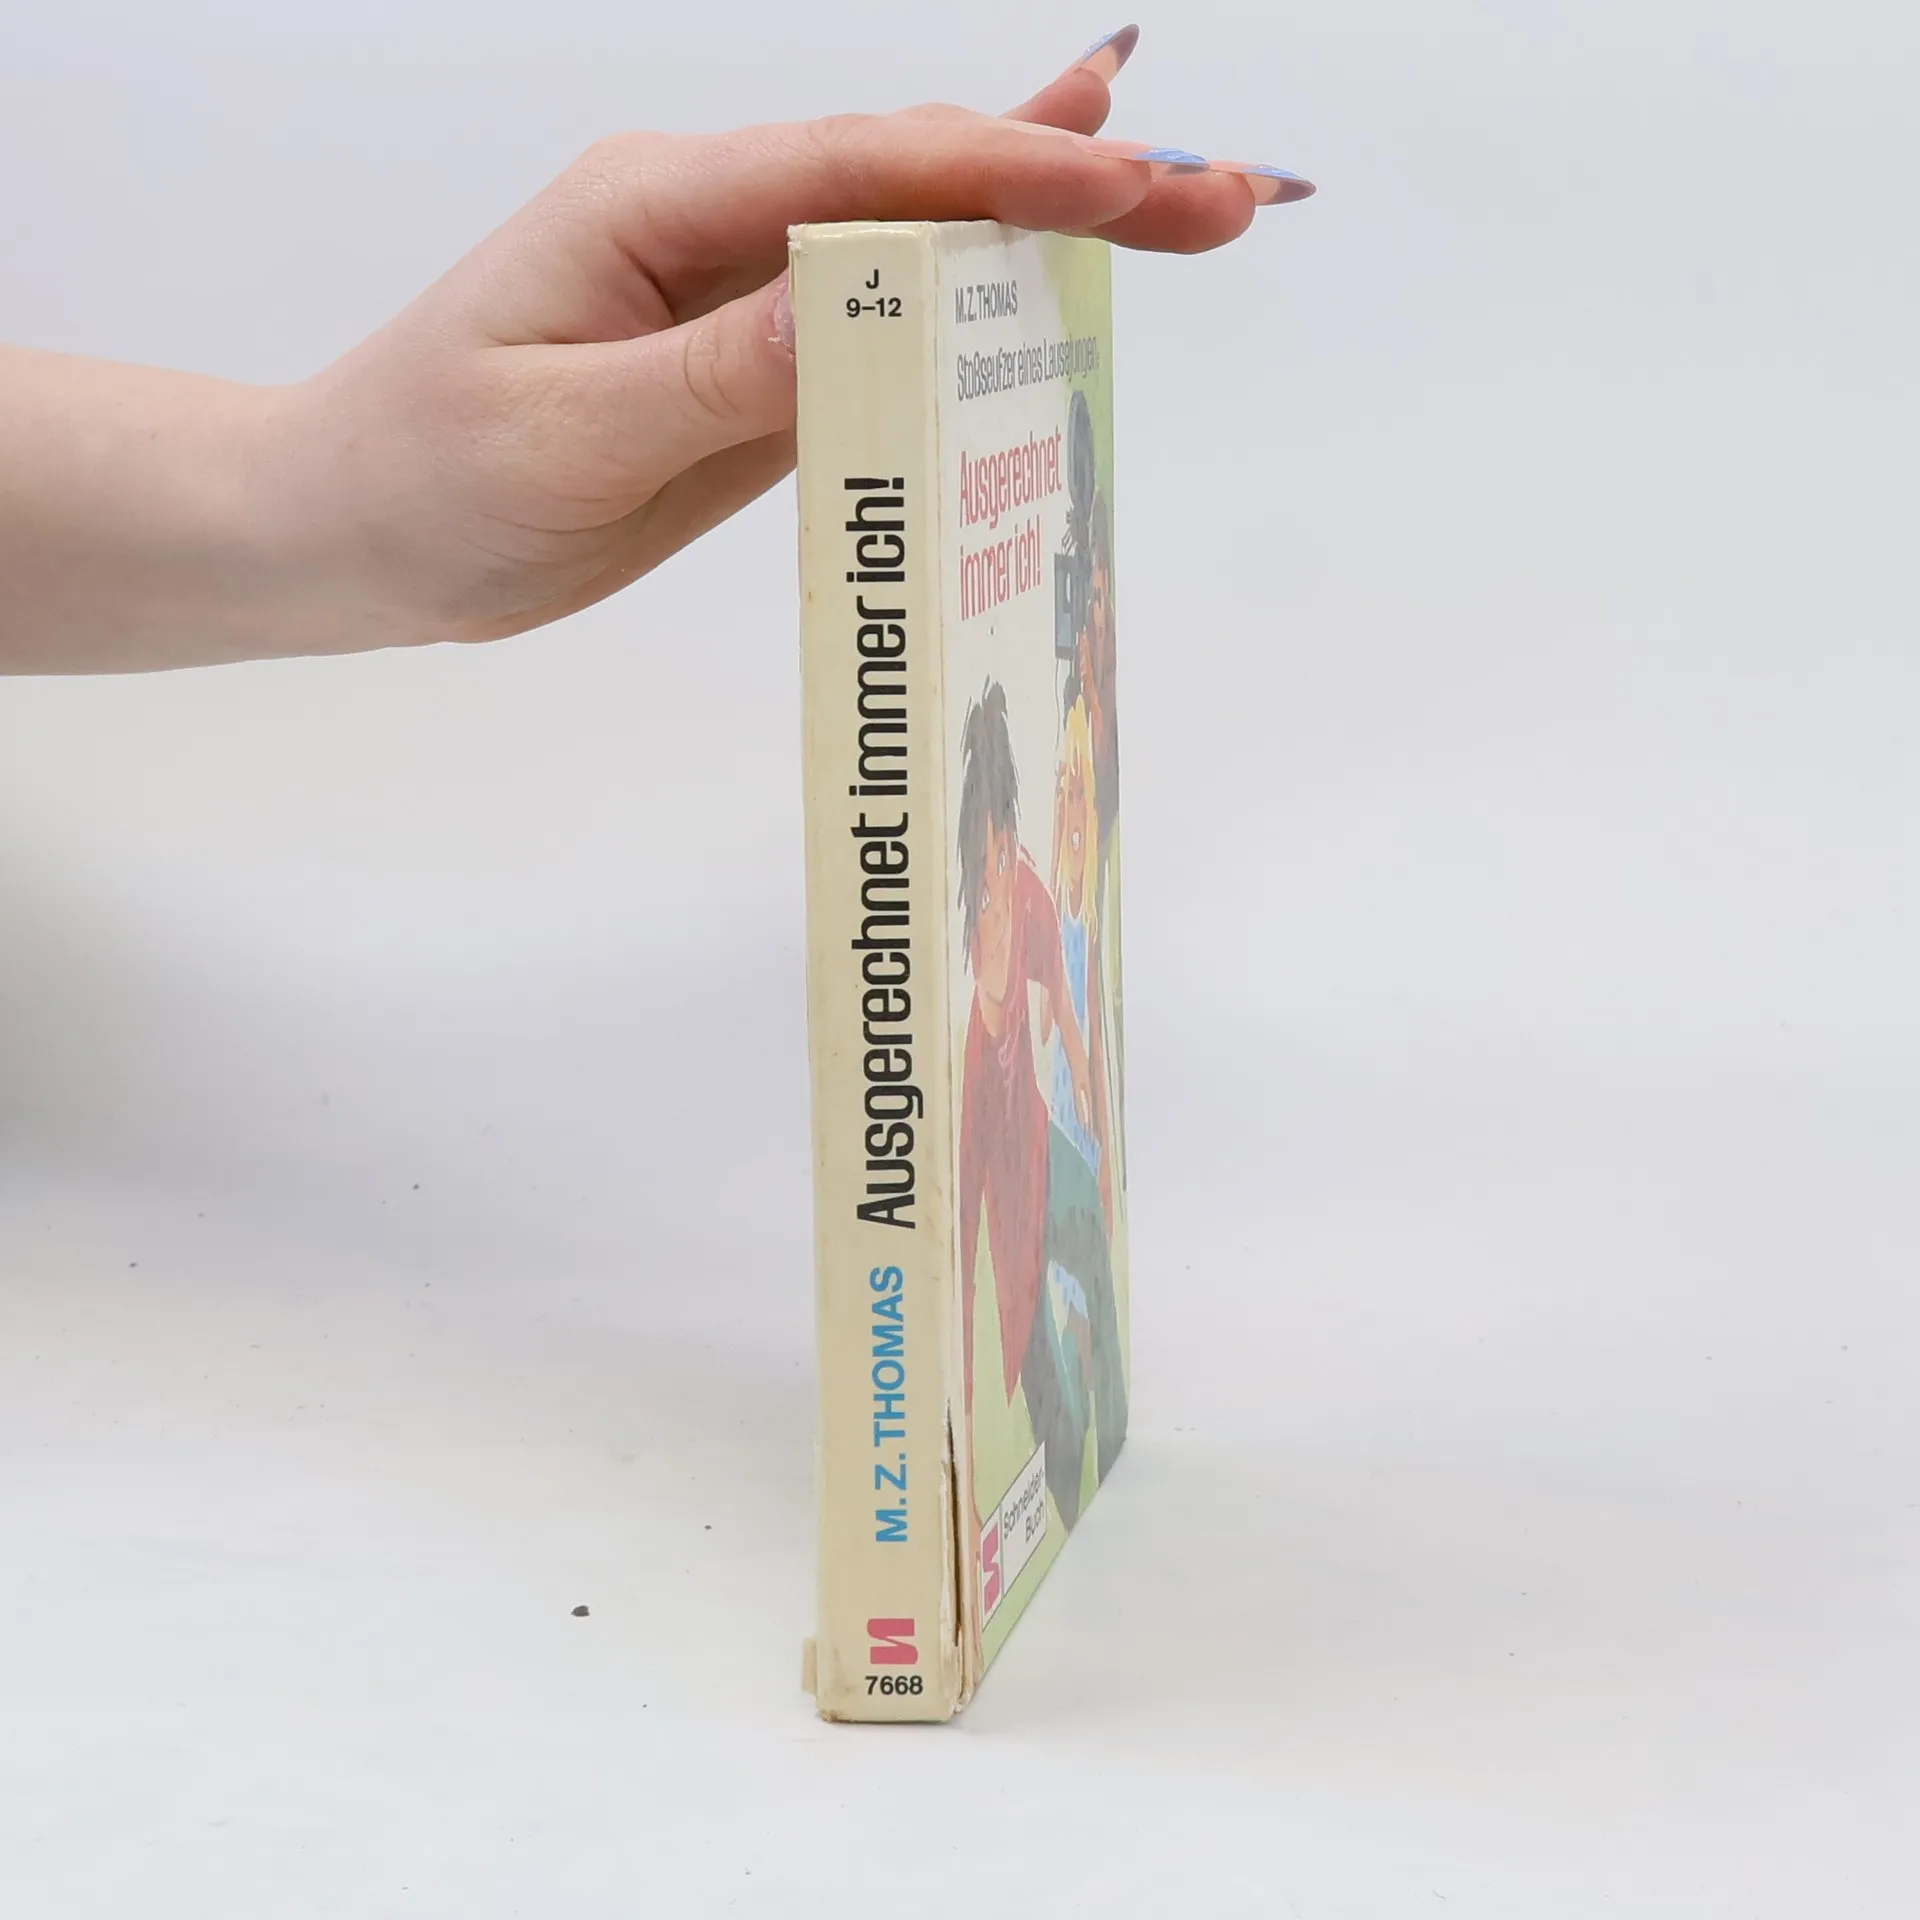 J
9–12
M. Z. THOMAS Ausgerechnet immer ich!
7668
M. Z. THOMAS
Stoßseufzer eines Lausejungen:
Ausgerechnet
immer ich!
Schneider-
Buch